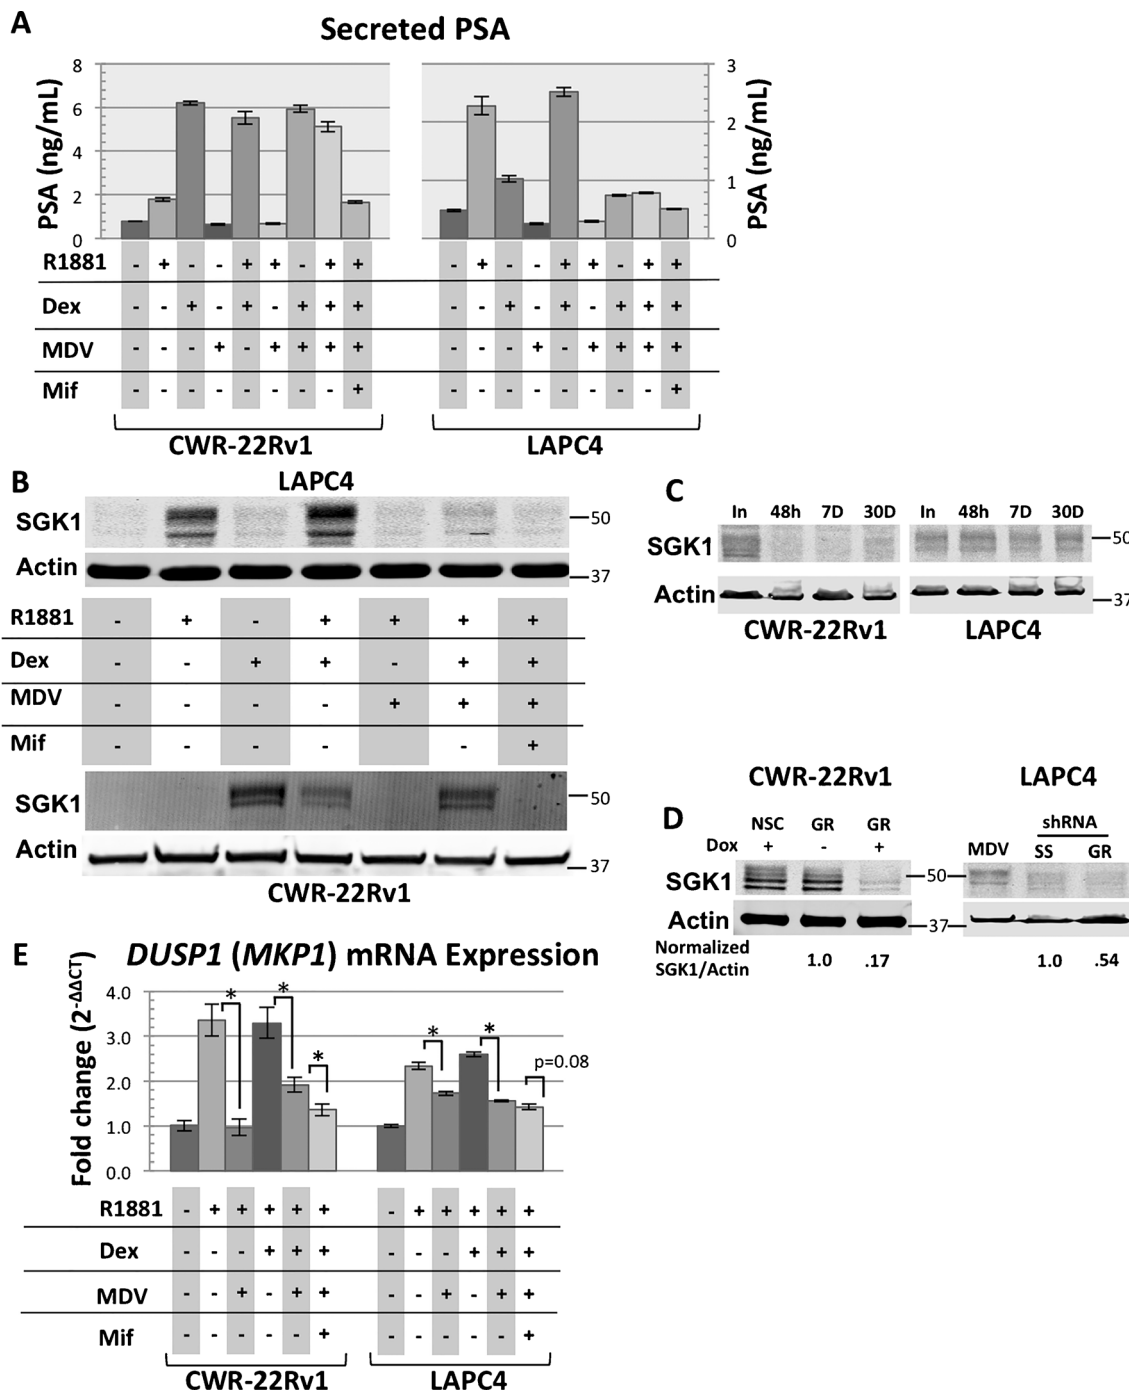 A
Secreted PSA
PSA (ng/mL)
8
6
4
2
0
3
2
1
0
PSA (ng/mL)
R1881 - + - - + + - + + - + - - + + - + +
Dex - - + - + - + + + - - + - + - + + +
MDV - - - + - + + + + - - - + - + + + +
Mif - - - - - - - - + - - - - - - - - +
CWR-22Rv1 LAPC4
B
LAPC4
SGK1 50
Actin 37
R1881 - + - + + + +
Dex - - + + - + +
MDV - - - - + + +
Mif - - - - - +
SGK1 50
Actin 37
CWR-22Rv1
C
In 48h 7D 30D In 48h 7D 30D
SGK1 50
Actin 37
CWR-22Rv1 LAPC4
CWR-22Rv1 LAPC4
D
NSC GR GR shRNA
Dox + - + MDV SS GR
SGK1 50
Actin 37
Normalized
SGK1/Actin 1.0 .17 1.0 .54
E
DUSP1 (MKP1) mRNA Expression
Fold change (2-ΔΔCT)
4.0
3.0
2.0
1.0
0.0
* * * * * p=0.08
R1881 - + + + + + - + + + + +
Dex - - - + + + - - - + + +
MDV - - + - + + - - + - + +
Mif - - - - - + - - - - - +
CWR-22Rv1 LAPC4